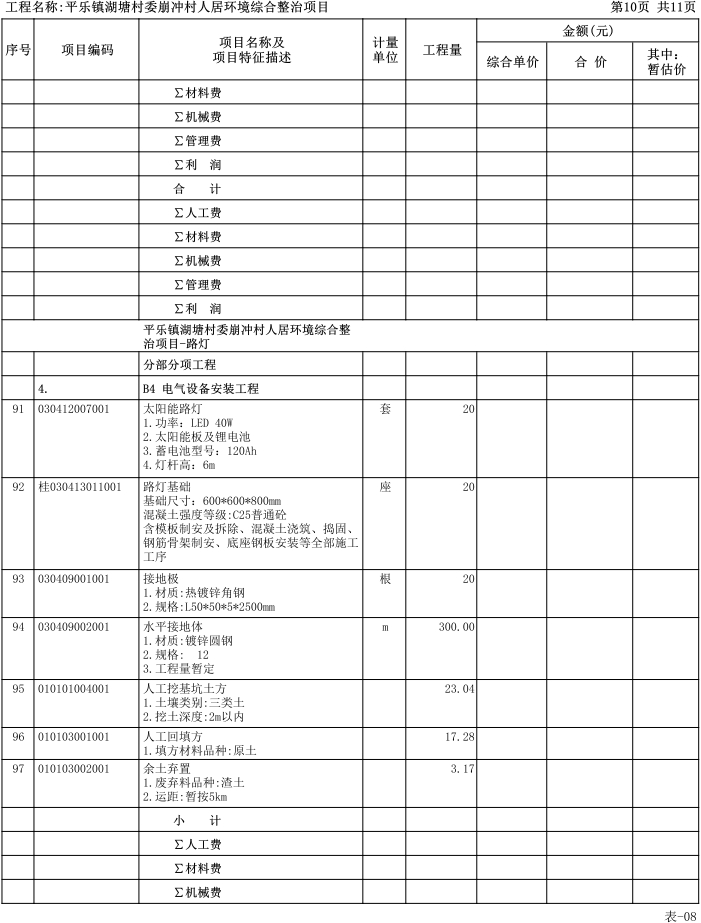 工程名称:平乐镇湖塘村委崩冲村人居环境综合整治项目 第10页 共11页
序号 项目编码 项目名称及 项目特征描述 计量 单位 工程量 金额(元)
综合单价 合 价 其中: 暂估价
∑材料费
∑机械费
∑管理费
∑利 润
合 计
∑人工费
∑材料费
∑机械费
∑管理费
∑利 润
平乐镇湖塘村委崩冲村人居环境综合整
治项目-路灯
分部分项工程
4. B4 电气设备安装工程
91 030412007001 太阳能路灯 套 20
1.功率: LED 40W
2.太阳能板及锂电池
3.蓄电池型号: 120Ah
4.灯杆高: 6m
92 桂030413011001 路灯基础 座 20
基础尺寸: 600*600*800mm
混凝土强度等级:C25普通砼
含模板制安及拆除、混凝土浇筑、捣固、
钢筋骨架制安、底座钢板安装等全部施工
工序
93 030409001001 接地极 根 20
1.材质:热镀锌角钢
2.规格:L50*50*5*2500mm
94 030409002001 水平接地体 m 300.00
1.材质:镀锌圆钢
2.规格: 12
3.工程量暂定
95 010101004001 人工挖基坑土方 23.04
1.土壤类别:三类土
2.挖土深度:2m以内
96 010103001001 人工回填方 17.28
1.填方材料品种:原土
97 010103002001 余土弃置 3.17
1.废弃料品种:渣土
2.运距:暂按5km
小 计
∑人工费
∑材料费
∑机械费
表-08